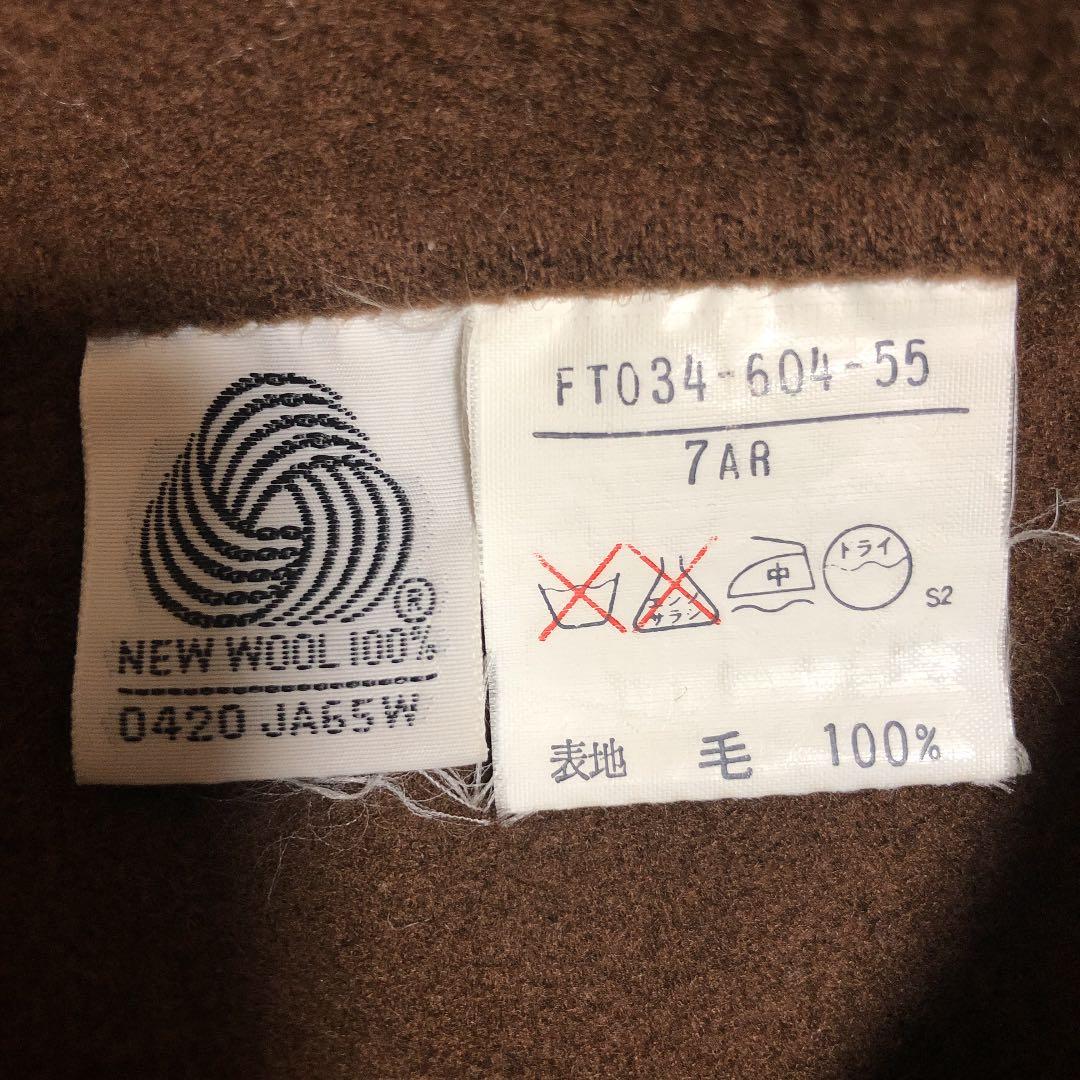 ®
NEW WOOL 100%
0420 JA65W
FT034-604-55
7AR
エンソ
サラシ
中
ドライ
S2
表地 毛 100%